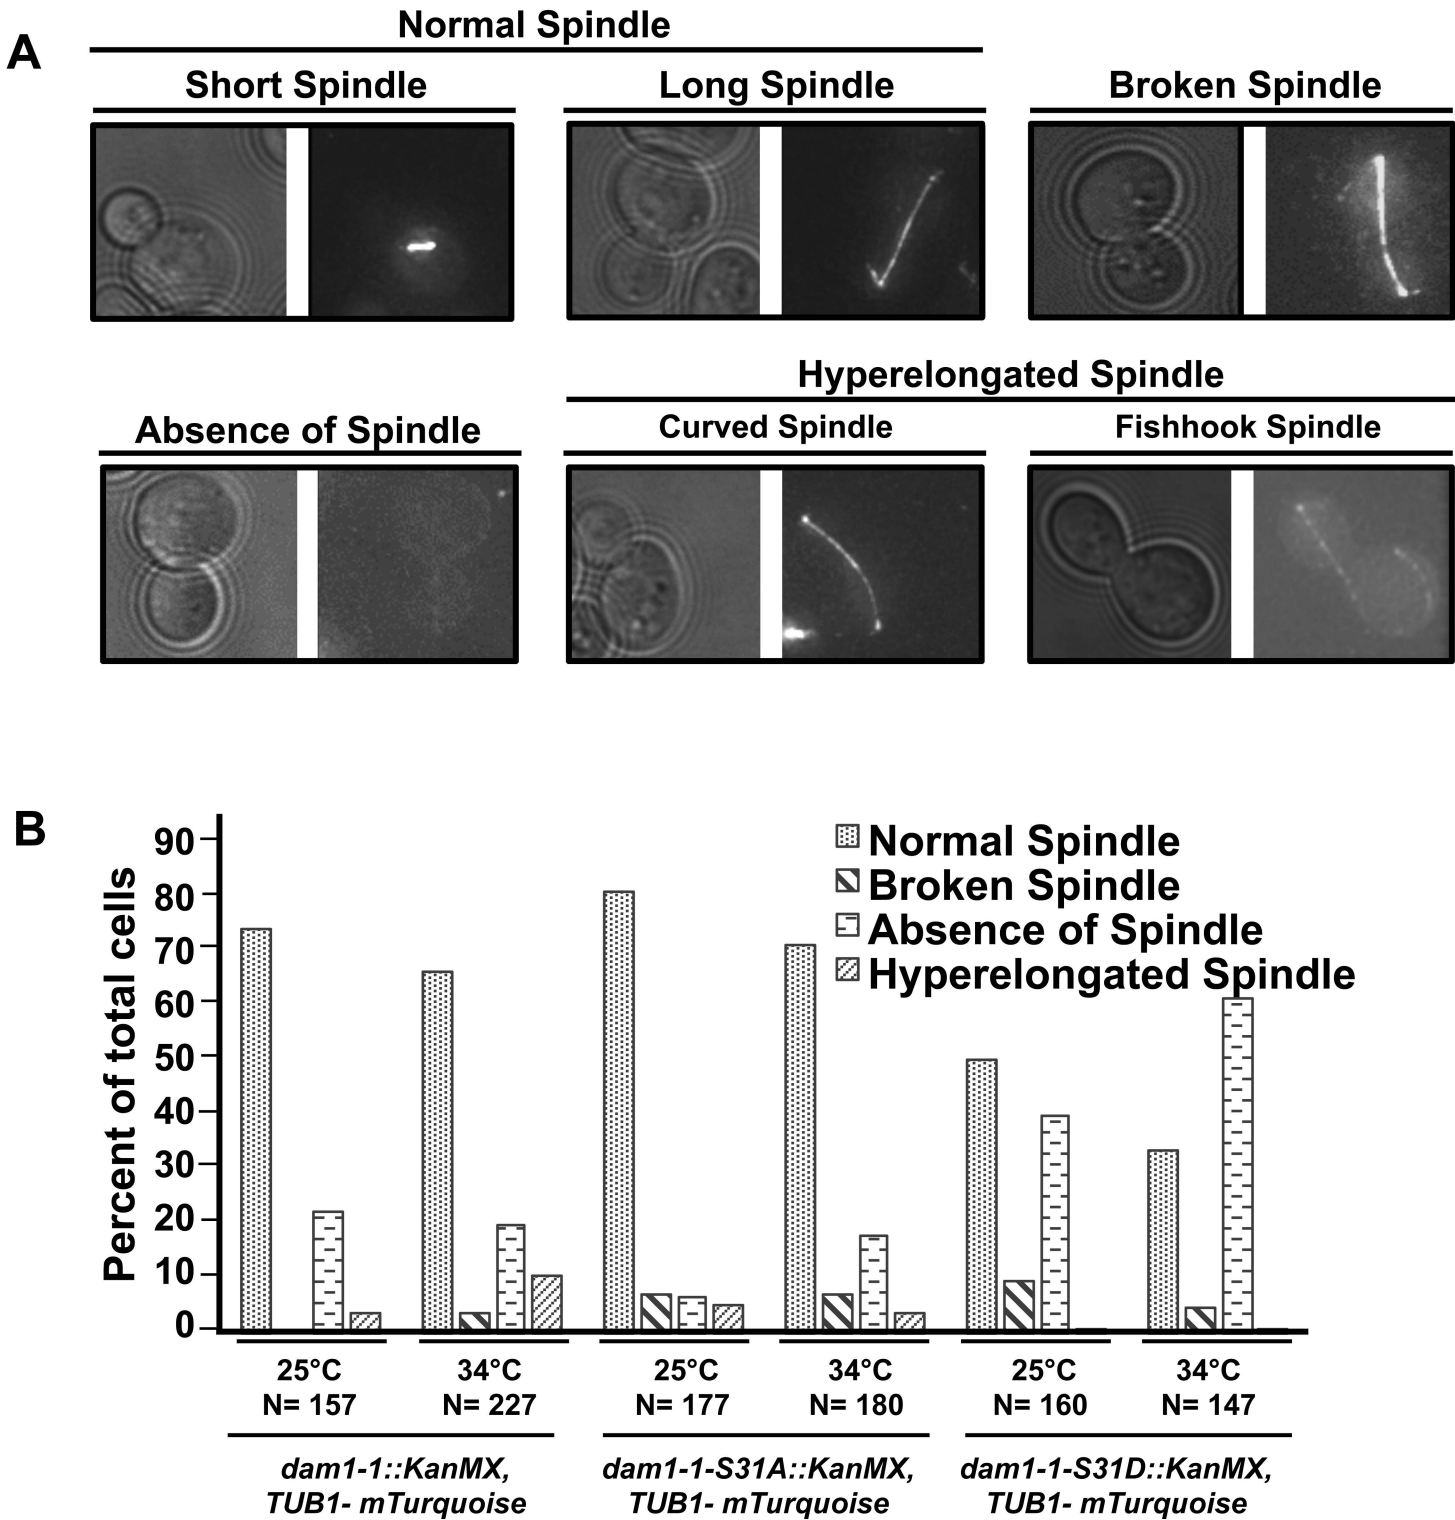 A
Normal Spindle
Short Spindle
Long Spindle
Broken Spindle
Hyperelongated Spindle
Absence of Spindle
Curved Spindle
Fishhook Spindle
B
Percent of total cells
90
80
70
60
50
40
30
20
10
0
Normal Spindle
Broken Spindle
Absence of Spindle
Hyperelongated Spindle
25°C 34°C 25°C 34°C 25°C 34°C
N= 157 N= 227 N= 177 N= 180 N= 160 N= 147
dam1-1::KanMX, dam1-1-S31A::KanMX, dam1-1-S31D::KanMX,
TUB1- mTurquoise TUB1- mTurquoise TUB1- mTurquoise